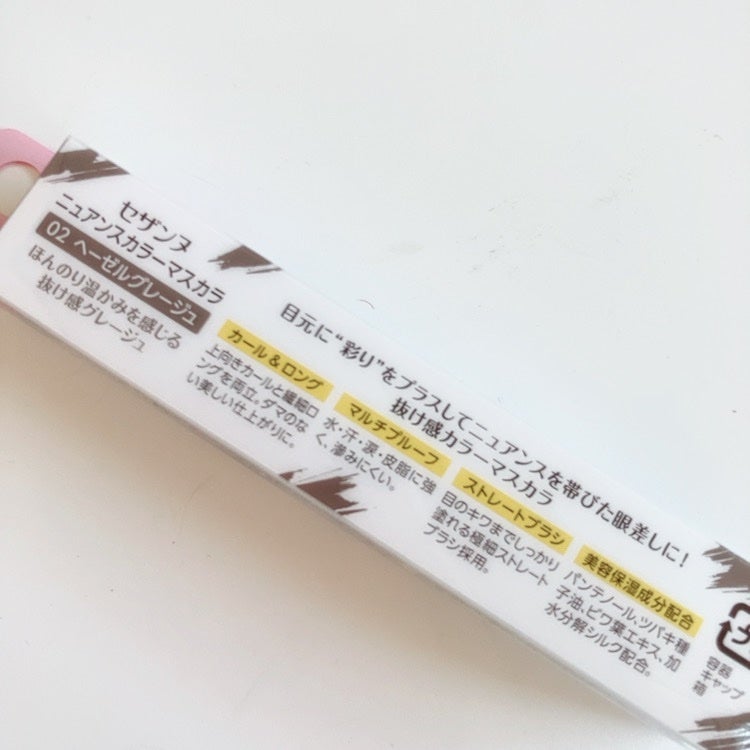 セザンヌ
ニュアンスカラーマスカラ
02 ヘーゼルグレージュ
ほんのり温かみを感じる
抜け感グレージュ
目元に“彩り”をプラスしてニュアンスを帯びた眼差しに！
抜け感カラーマスカラ
カール＆ロング
上向きカールと繊細ロ
ングを両立。ダマのな
い美しい仕上がりに。
マルチプルーフ
水・汗・涙・皮脂に強
く、滲みにくい。
ストレートブラシ
目のキワまでしっかり
塗れる極細ストレート
ブラシ採用。
美容保湿成分配合
パンテノール、ツバキ種
子油、ビワ葉エキス、加
水分解シルク配合。
容器
キャップ
箱